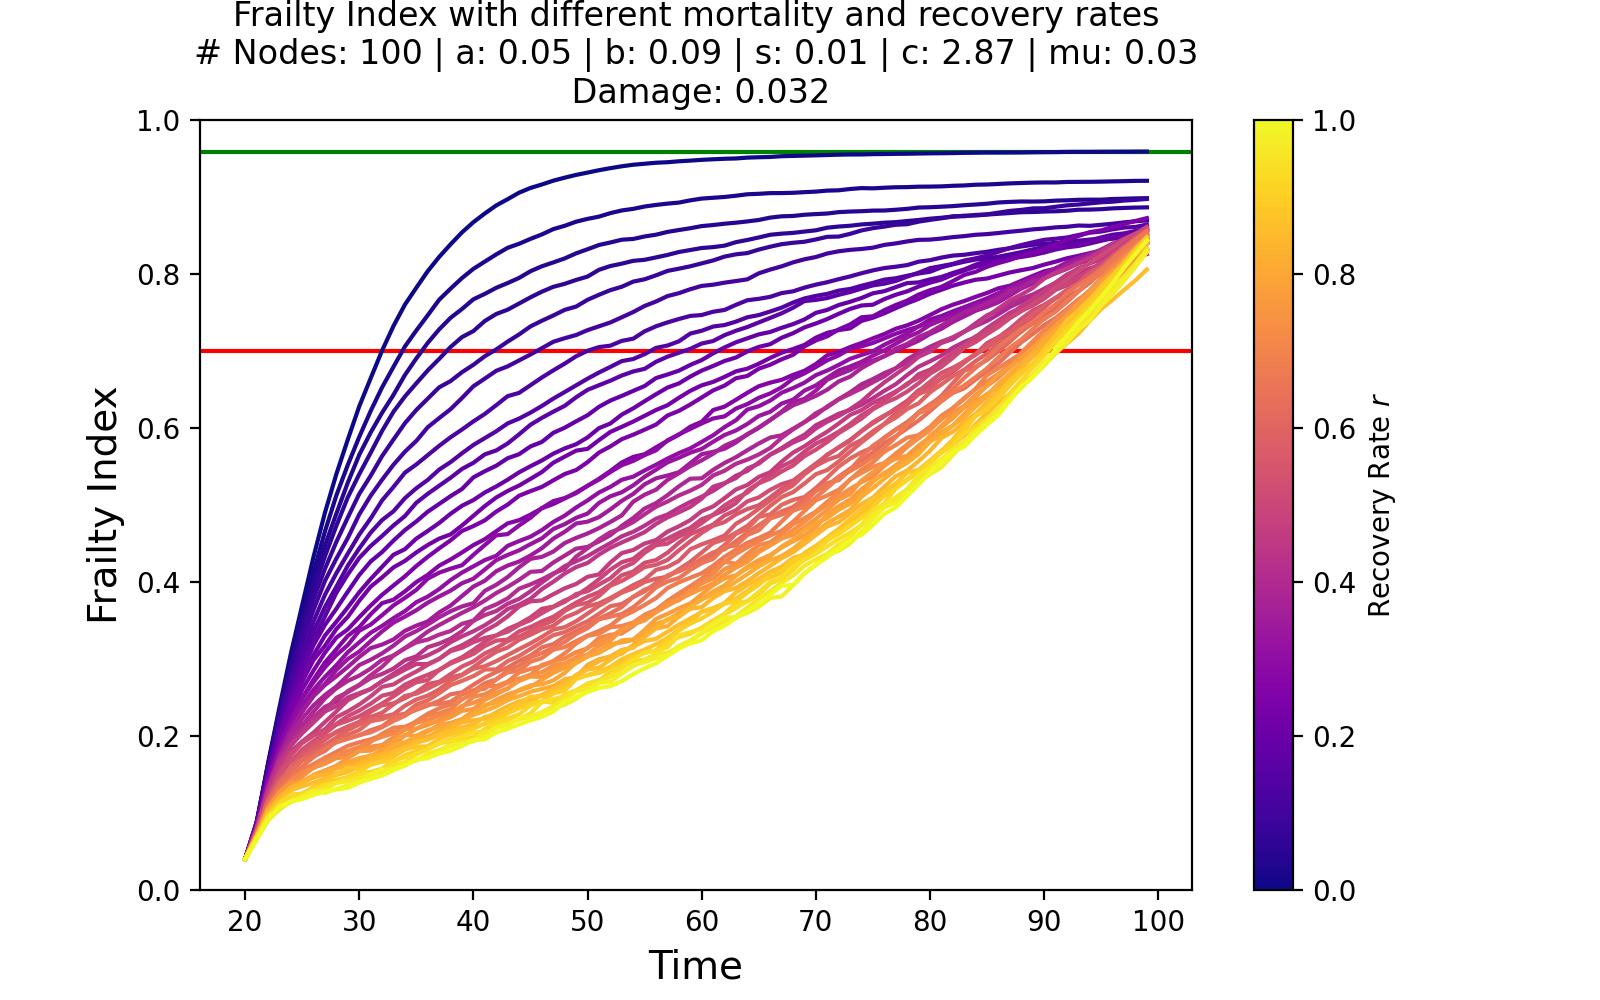 Frailty Index with different mortality and recovery rates
# Nodes: 100 | a: 0.05 | b: 0.09 | s: 0.01 | c: 2.87 | mu: 0.03
Damage: 0.032
Frailty Index
1.0
0.8
0.6
0.4
0.2
0.0
20 30 40 50 60 70 80 90 100
Time
1.0
0.8
0.6
0.4
0.2
0.0
Recovery Rate r